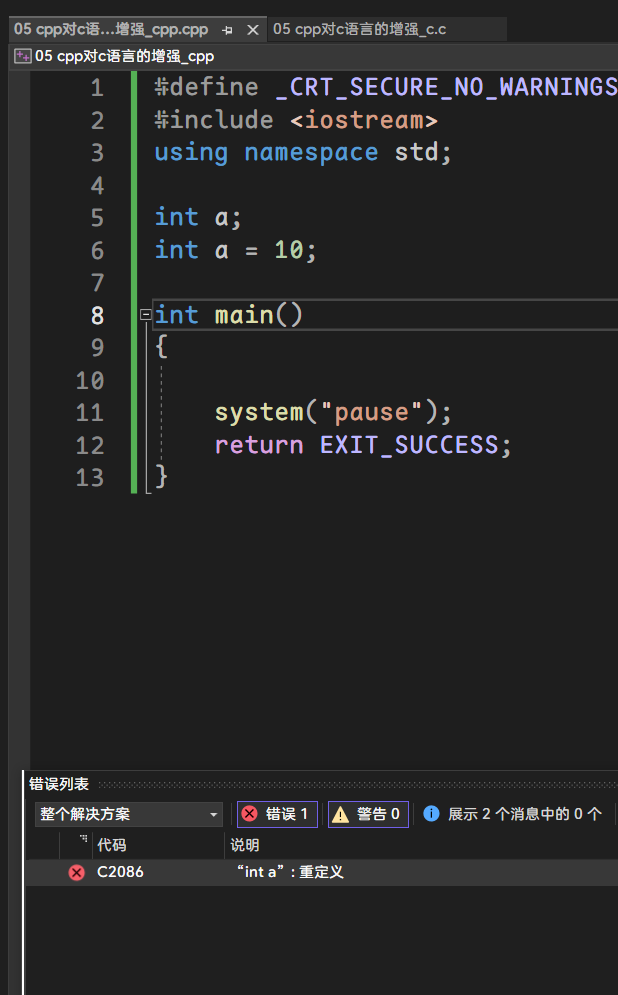 05 cpp对c语...增强_cpp.cpp 05 cpp对c语言的增强_c.c
05 cpp对c语言的增强_cpp
1 #define _CRT_SECURE_NO_WARNINGS
2 #include <iostream>
3 using namespace std;
4
5 int a;
6 int a = 10;
7
8 int main()
9 {
10
11 system("pause");
12 return EXIT_SUCCESS;
13 }
错误列表
整个解决方案 错误 1 警告 0 展示 2 个消息中的 0 个
代码 说明
C2086 “int a”: 重定义